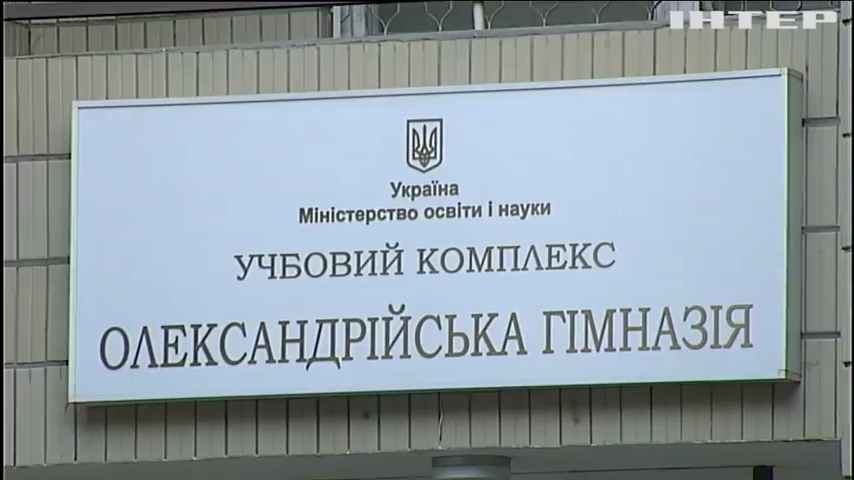 ІНТЕР
Україна
Міністерство освіти і науки
УЧБОВИЙ КОМПЛЕКС
ОЛЕКСАНДРІЙСЬКА ГІМНАЗІЯ